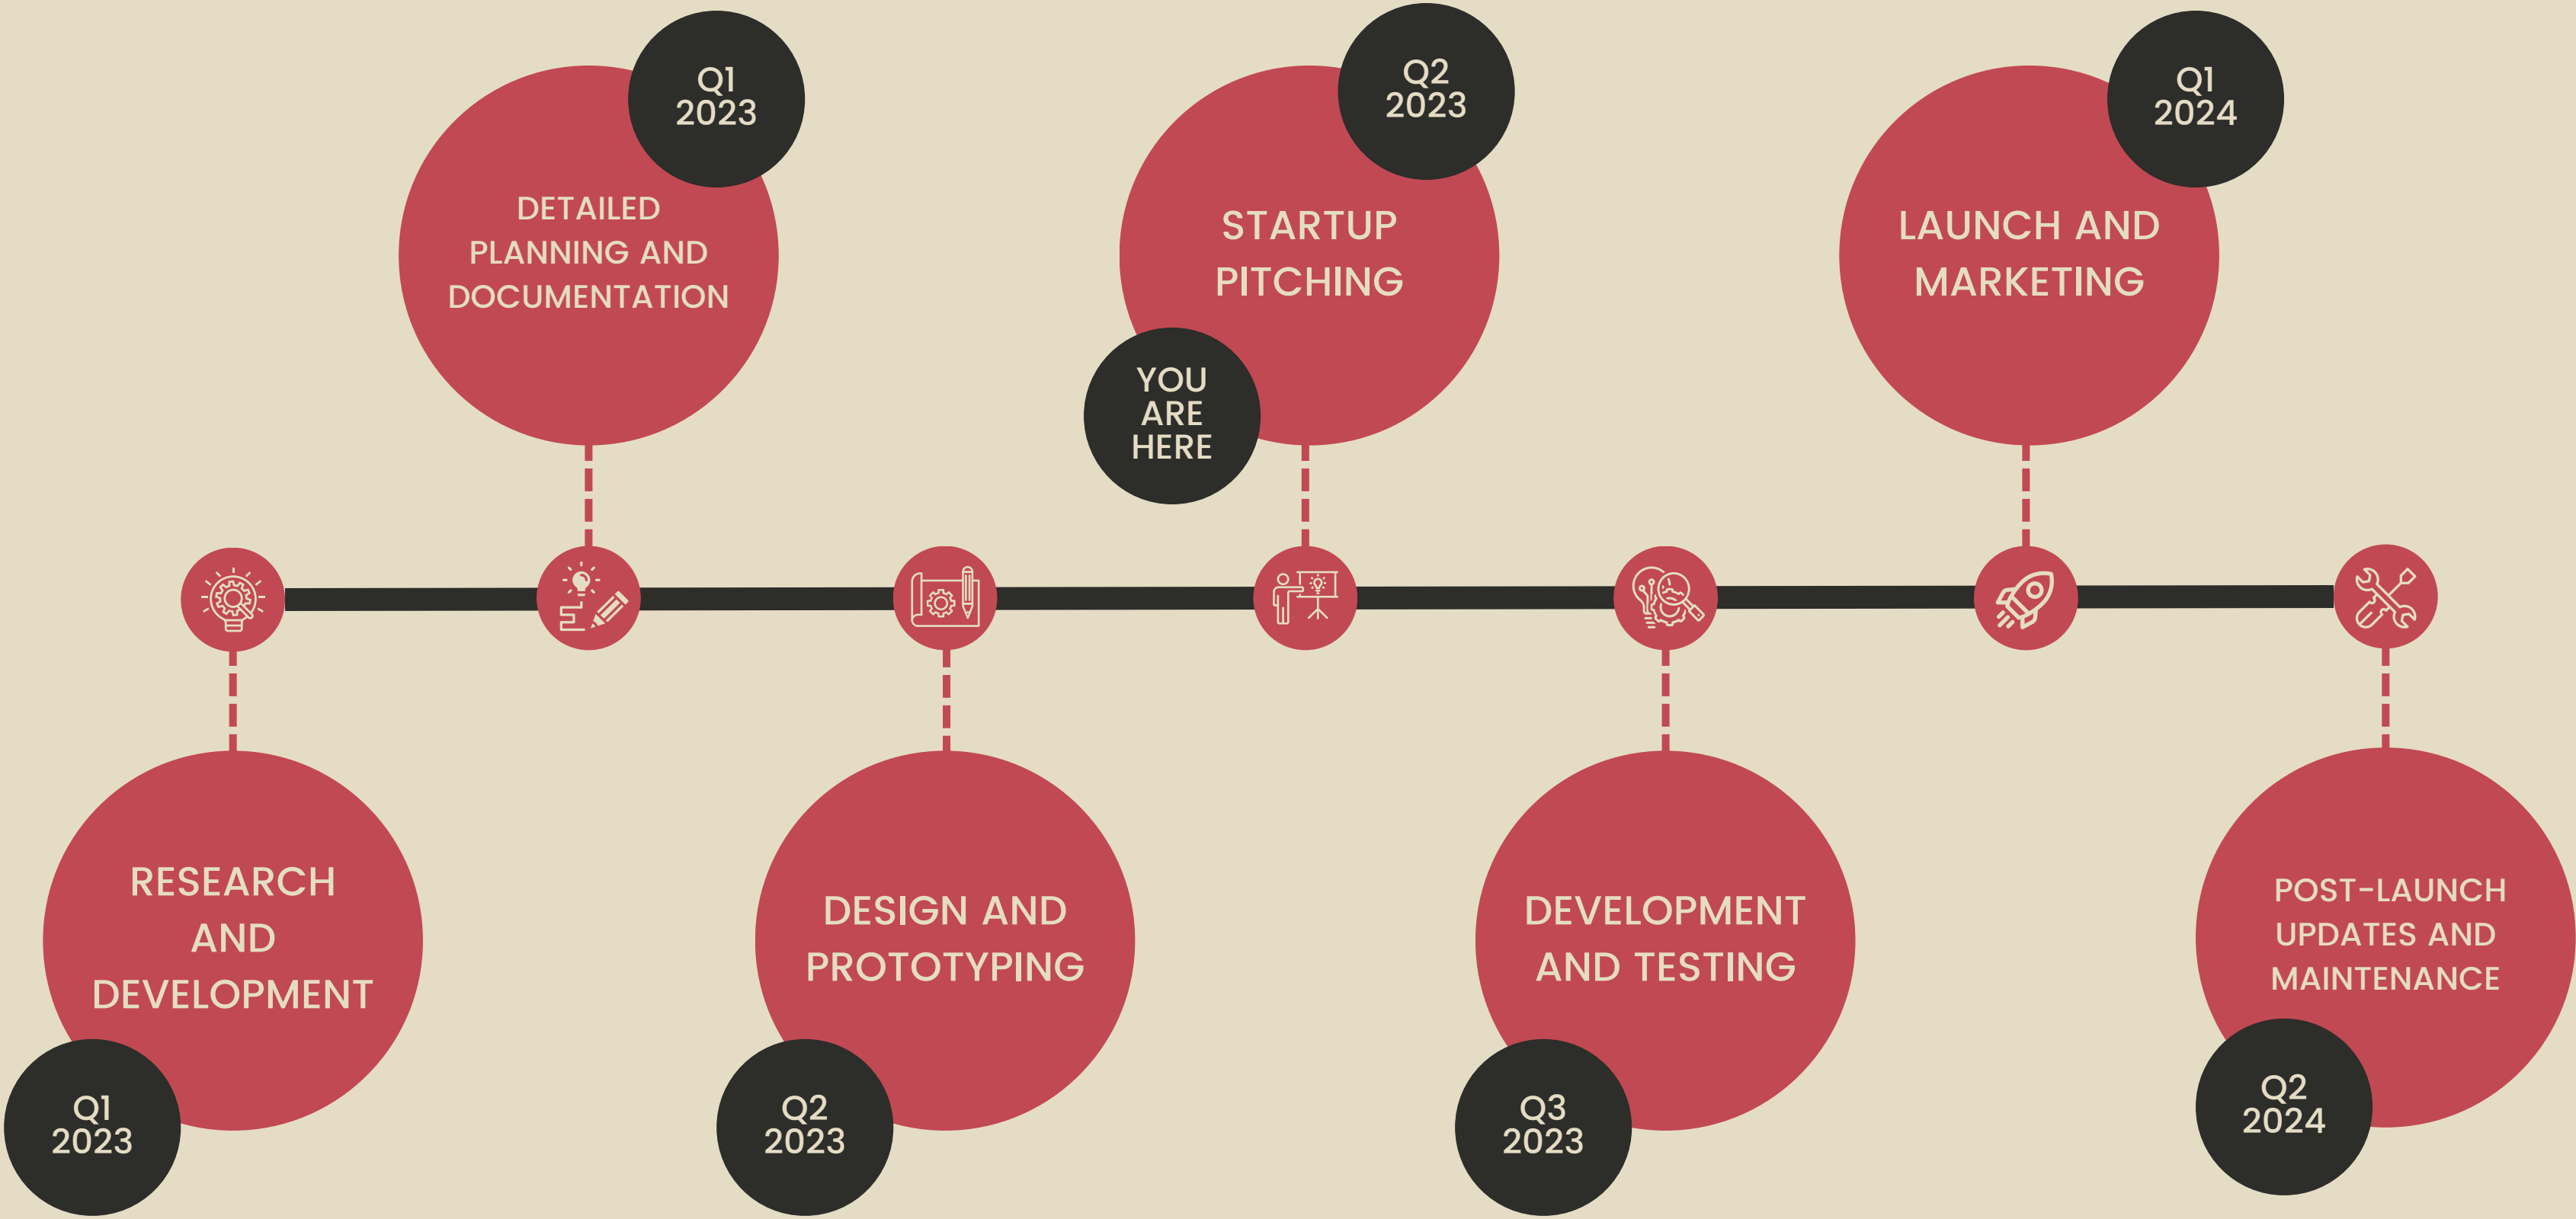 Q1
2023
DETAILED
PLANNING AND
DOCUMENTATION
Q2
2023
STARTUP
PITCHING
YOU
ARE
HERE
Q1
2024
LAUNCH AND
MARKETING
RESEARCH
AND
DEVELOPMENT
Q1
2023
DESIGN AND
PROTOTYPING
Q2
2023
DEVELOPMENT
AND TESTING
Q3
2023
POST-LAUNCH
UPDATES AND
MAINTENANCE
Q2
2024